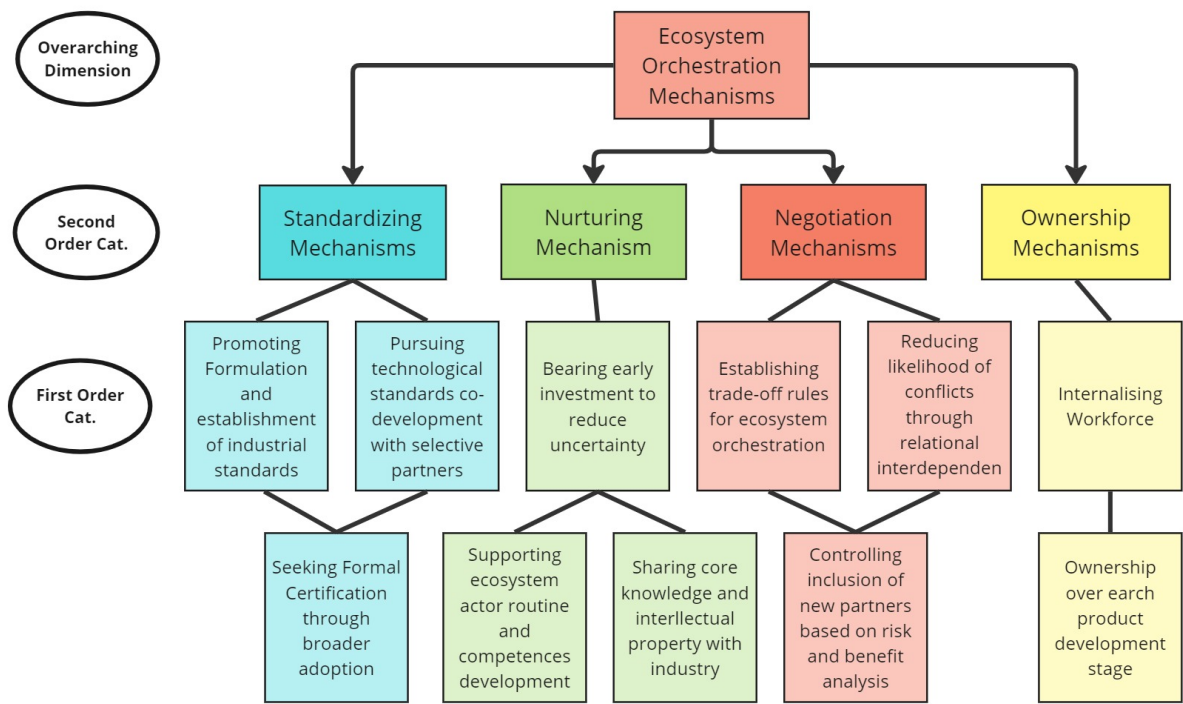 Overarching
Dimension
Ecosystem
Orchestration
Mechanisms
Second
Order Cat.
Standardizing
Mechanisms
Nurturing
Mechanism
Negotiation
Mechanisms
Ownership
Mechanisms
First Order
Cat.
Promoting
Formulation
and
establishment
of industrial
standards
Pursuing
technological
standards co-
development
with selective
partners
Bearing early
investment to
reduce
uncertainty
Establishing
trade-off rules
for ecosystem
orchestration
Reducing
likelihood of
conflicts
through
relational
interdependen
Internalising
Workforce
Seeking Formal
Certification
through
broader
adoption
Supporting
ecosystem
actor routine
and
competences
development
Sharing core
knowledge and
interllectual
property with
industry
Controlling
inclusion of
new partners
based on risk
and benefit
analysis
Ownership
over earch
product
development
stage